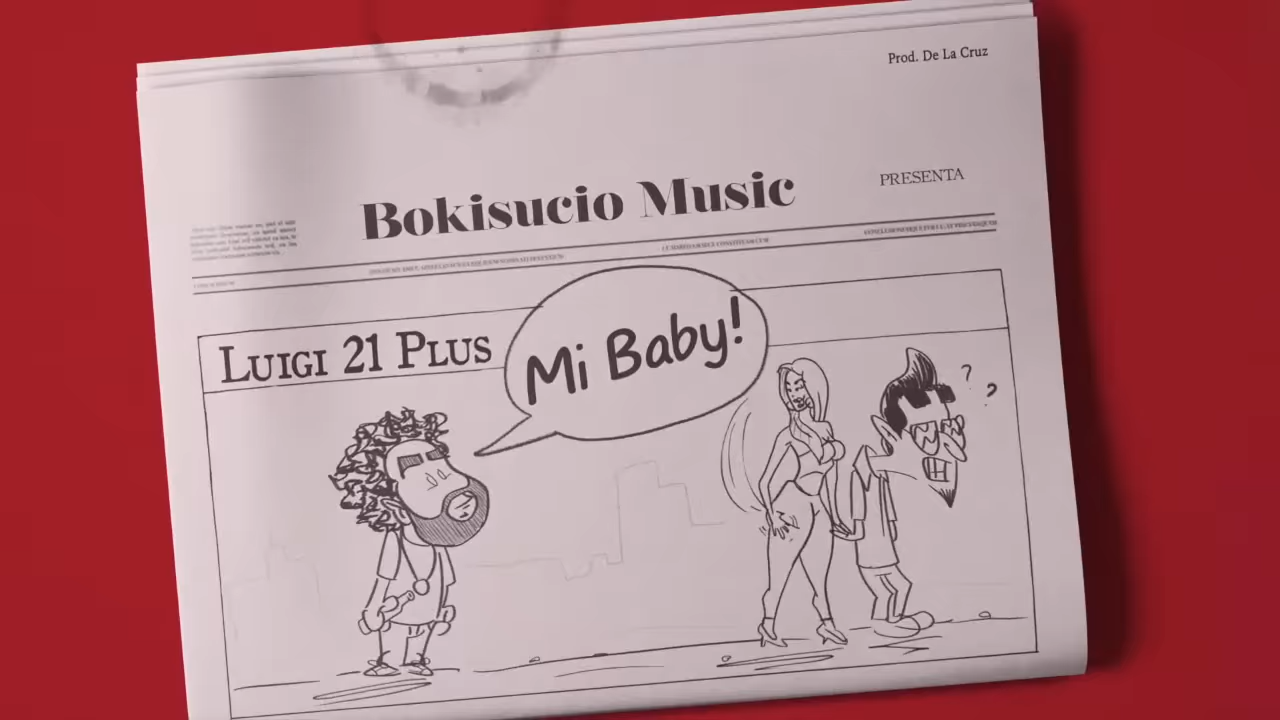 Prod. De La Cruz
Bokisucio Music
PRESENTA
LUIGI 21 PLUS
Mi Baby!
? ?